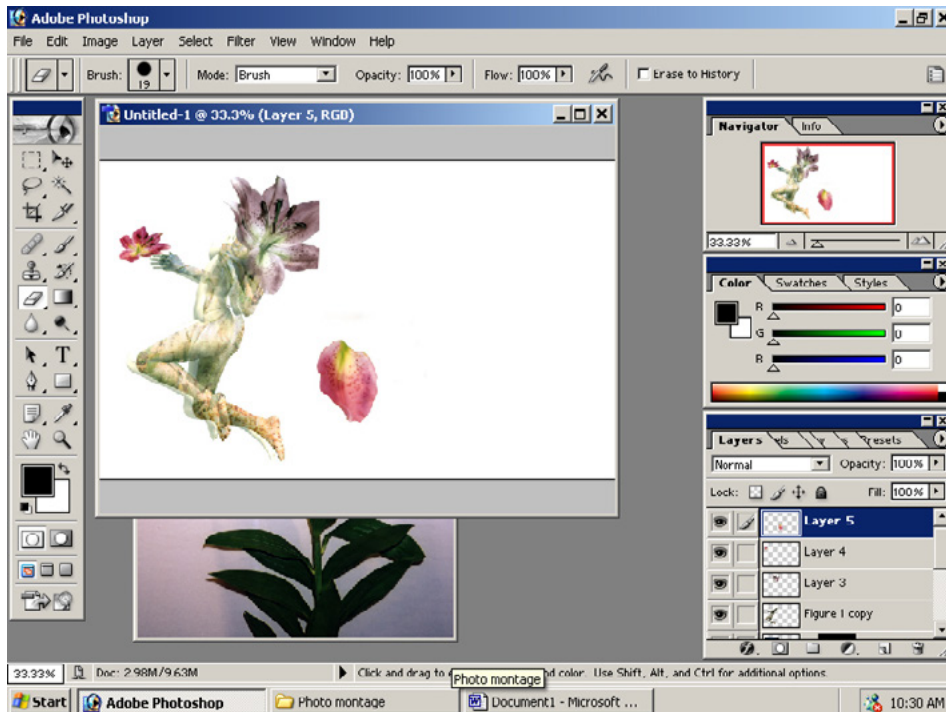 Adobe Photoshop
File Edit Image Layer Select Filter View Window Help
Brush: 19 Mode: Brush Opacity: 100% Flow: 100% Erase to History
Untitled-1 @ 33.3% (Layer 5, RGB)
Navigator Info
33.33%
Color Swatches Styles
R 0
G 0
B 0
Layers Presets
Normal Opacity: 100%
Lock: Fill: 100%
Layer 5
Layer 4
Layer 3
Figure 1 copy
33.33% Doc: 2.98M/9.63M Click and drag to nd color. Use Shift, Alt, and Ctrl for additional options.
Photo montage
Start Adobe Photoshop Photo montage Document1 - Microsoft ... 10:30 AM